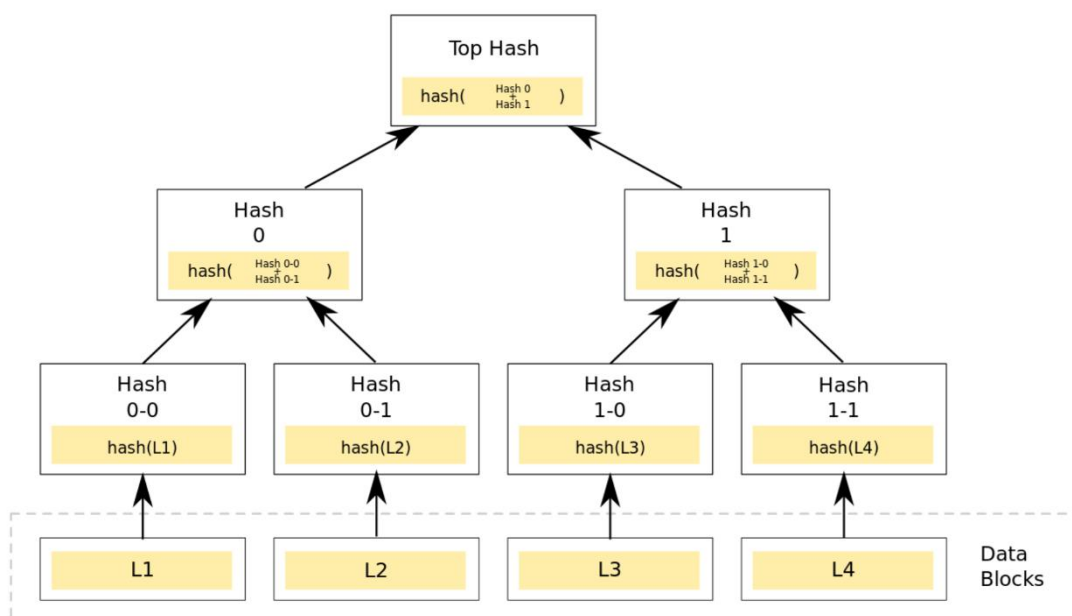 Top Hash
hash( Hash 0 + Hash 1 )
Hash
0
hash( Hash 0-0 + Hash 0-1 )
Hash
1
hash( Hash 1-0 + Hash 1-1 )
Hash
0-0
hash(L1)
Hash
0-1
hash(L2)
Hash
1-0
hash(L3)
Hash
1-1
hash(L4)
L1
L2
L3
L4
Data
Blocks